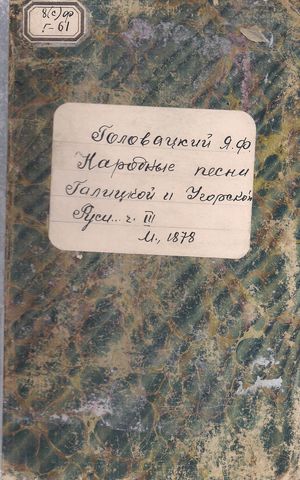 8(с)ф
Г-61
Головацкий Я.Ф
Народные песни
Галицкой и Угорской
Руси... ч. III
М., 1878